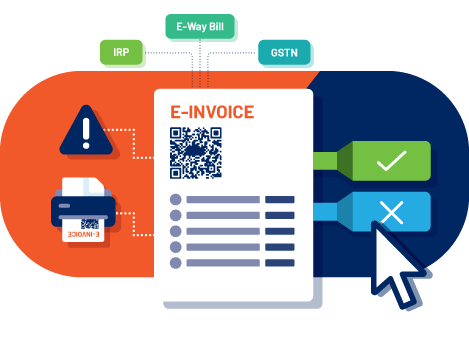 E-Way Bill
IRP
GSTN
E-INVOICE
E-INVOICE